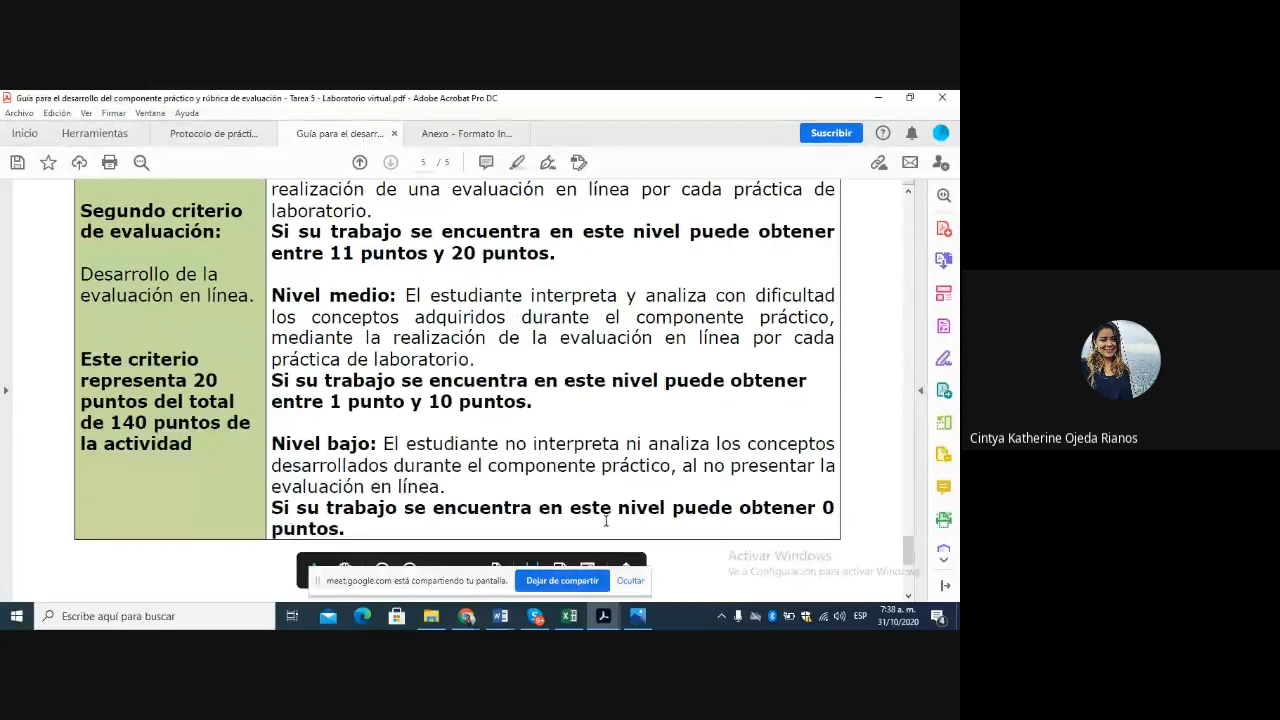 Guía para el desarrollo del componente práctico y rúbrica de evaluación - Tarea 5 - Laboratorio virtual.pdf - Adobe Acrobat Pro DC
Archivo Edición Ver Firmar Ventana Ayuda
Inicio Herramientas Protocolo de prácti... Guía para el desarr... × Anexo - Formato In... Suscribir
5 / 5
realización de una evaluación en línea por cada práctica de
laboratorio.
Si su trabajo se encuentra en este nivel puede obtener
entre 11 puntos y 20 puntos.
Nivel medio: El estudiante interpreta y analiza con dificultad
los conceptos adquiridos durante el componente práctico,
mediante la realización de la evaluación en línea por cada
práctica de laboratorio.
Si su trabajo se encuentra en este nivel puede obtener
entre 1 punto y 10 puntos.
Nivel bajo: El estudiante no interpreta ni analiza los conceptos
desarrollados durante el componente práctico, al no presentar la
evaluación en línea.
Si su trabajo se encuentra en este nivel puede obtener 0
puntos.
Segundo criterio
de evaluación:
Desarrollo de la
evaluación en línea.
Este criterio
representa 20
puntos del total
de 140 puntos de
la actividad
Activar Windows
Ve a Configuración para activar Windows.
meet.google.com está compartiendo tu pantalla. Dejar de compartir Ocultar
Escribe aquí para buscar
ESP
7:38 a. m.
31/10/2020
4
Cintya Katherine Ojeda Rianos